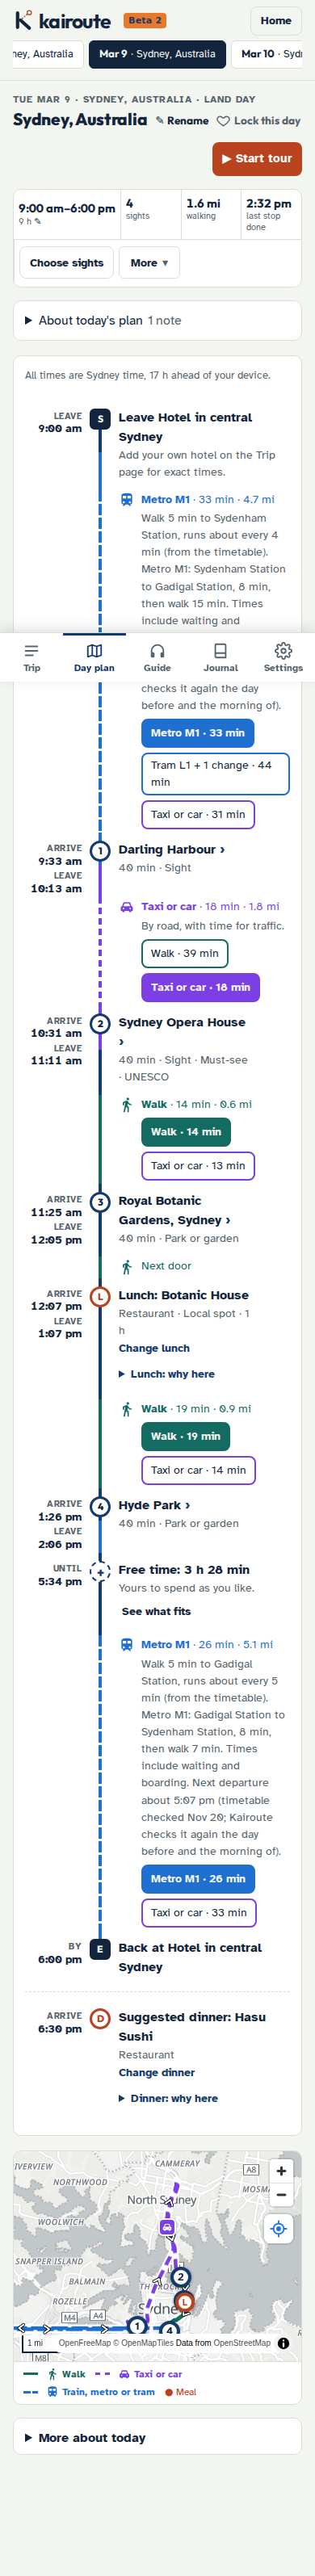 kairoute Beta 2 Home
ney, Australia Mar 9 · Sydney, Australia Mar 10 · Sydn
TUE MAR 9 · SYDNEY, AUSTRALIA · LAND DAY
Sydney, Australia ✎ Rename Lock this day
▶ Start tour
9:00 am–6:00 pm
9 h ✎
4
sights
1.6 mi
walking
2:32 pm
last stop
done
Choose sights More ▾
▶ About today's plan 1 note
All times are Sydney time, 17 h ahead of your device.
LEAVE
9:00 am
S
Leave Hotel in central
Sydney
Add your own hotel on the Trip
page for exact times.
Metro M1 · 33 min · 4.7 mi
Walk 5 min to Sydenham
Station, runs about every 4
min (from the timetable).
Metro M1: Sydenham Station
to Gadigal Station, 8 min,
then walk 15 min. Times
include waiting and
Trip Day plan Guide Journal Settings
checks it again the day
before and the morning of).
Metro M1 · 33 min
Tram L1 + 1 change · 44
min
Taxi or car · 31 min
ARRIVE
9:33 am
LEAVE
10:13 am
1
Darling Harbour ›
40 min · Sight
Taxi or car · 18 min · 1.8 mi
By road, with time for traffic.
Walk · 39 min
Taxi or car · 18 min
ARRIVE
10:31 am
LEAVE
11:11 am
2
Sydney Opera House
›
40 min · Sight · Must-see
· UNESCO
Walk · 14 min · 0.6 mi
Walk · 14 min
Taxi or car · 13 min
ARRIVE
11:25 am
LEAVE
12:05 pm
3
Royal Botanic
Gardens, Sydney ›
40 min · Park or garden
Next door
ARRIVE
12:07 pm
LEAVE
1:07 pm
L
Lunch: Botanic House
Restaurant · Local spot · 1
h
Change lunch
▶ Lunch: why here
Walk · 19 min · 0.9 mi
Walk · 19 min
Taxi or car · 14 min
ARRIVE
1:26 pm
LEAVE
2:06 pm
4
Hyde Park ›
40 min · Park or garden
UNTIL
5:34 pm
+
Free time: 3 h 28 min
Yours to spend as you like.
See what fits
Metro M1 · 26 min · 5.1 mi
Walk 5 min to Gadigal
Station, runs about every 5
min (from the timetable).
Metro M1: Gadigal Station to
Sydenham Station, 8 min,
then walk 7 min. Times
include waiting and
boarding. Next departure
about 5:07 pm (timetable
checked Nov 20; Kairoute
checks it again the day
before and the morning of).
Metro M1 · 26 min
Taxi or car · 33 min
BY
6:00 pm
E
Back at Hotel in central
Sydney
ARRIVE
6:30 pm
D
Suggested dinner: Hasu
Sushi
Restaurant
Change dinner
▶ Dinner: why here
IVERVIEW
CAMMERAY
A8
NORTHWOOD
MOSMA
North Sydney
WOOLWICH
SNAPPER ISLAND
BALMAIN
2
L
ROZELLE
M4 A4
1
4
1 mi
OpenFreeMap © OpenMapTiles Data from OpenStreetMap
M8
Walk Taxi or car
Train, metro or tram Meal
▶ More about today